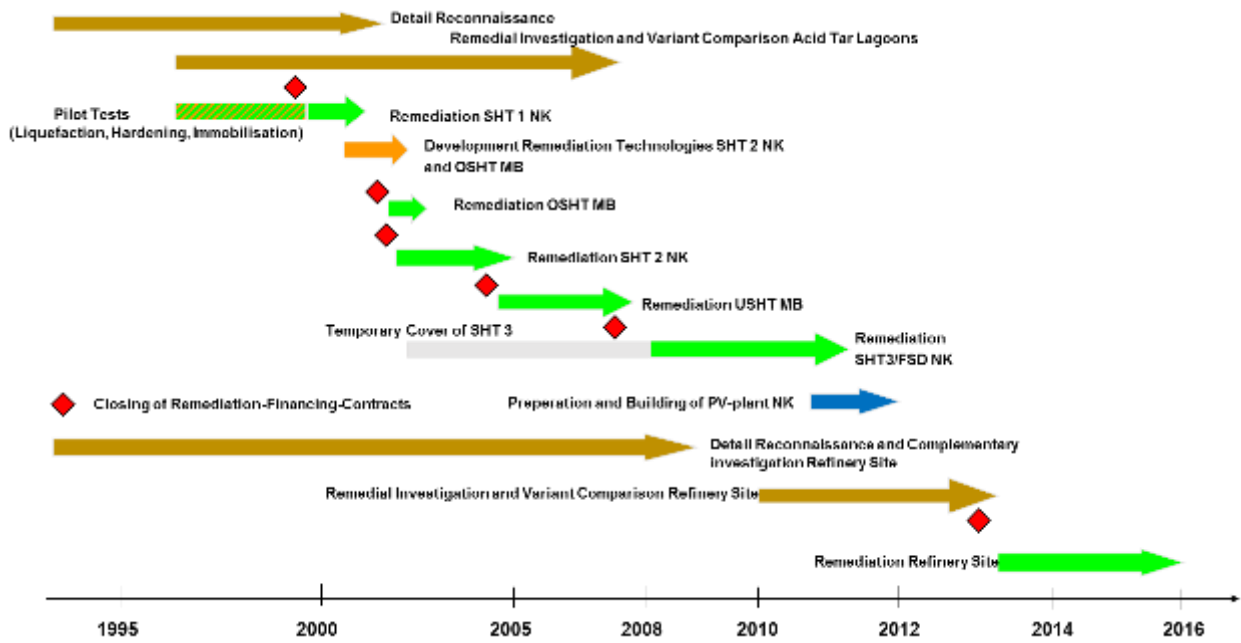 Detail Reconnaissance
Remedial Investigation and Variant Comparison Acid Tar Lagoons
Pilot Tests
(Liquefaction, Hardening, Immobilisation)
Remediation SHT 1 NK
Development Remediation Technologies SHT 2 NK
and OSHT MB
Remediation OSHT MB
Remediation SHT 2 NK
Remediation USHT MB
Temporary Cover of SHT 3
Remediation
SHT3/FSD NK
Closing of Remediation-Financing-Contracts
Preperation and Building of PV-plant NK
Detail Reconnaissance and Complementary
investigation Refinery Site
Remedial Investigation and Variant Comparison Refinery Site
Remediation Refinery Site
1995 2000 2005 2008 2010 2012 2014 2016